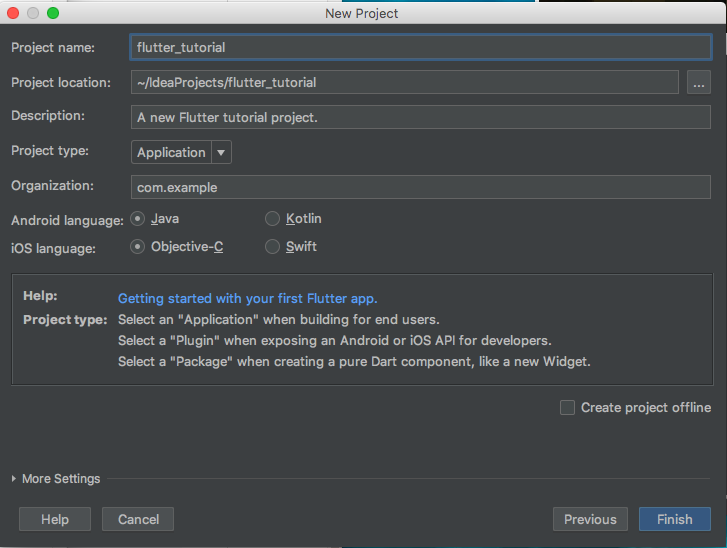 New Project
Project name: flutter_tutorial
Project location: ~/IdeaProjects/flutter_tutorial ...
Description: A new Flutter tutorial project.
Project type: Application
Organization: com.example
Android language: Java Kotlin
iOS language: Objective-C Swift
Help: Getting started with your first Flutter app.
Project type: Select an "Application" when building for end users.
Select a "Plugin" when exposing an Android or iOS API for developers.
Select a "Package" when creating a pure Dart component, like a new Widget.
Create project offline
More Settings
Help Cancel Previous Finish